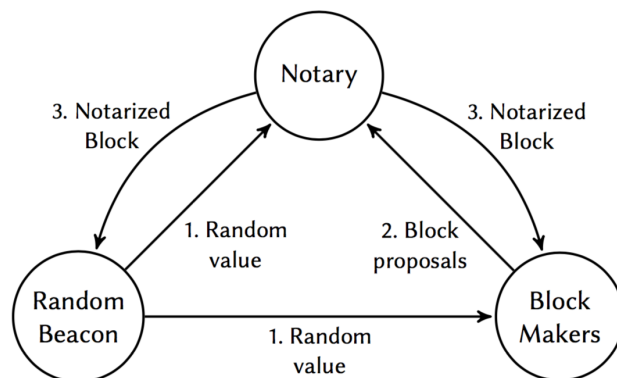 Notary
3. Notarized
Block
3. Notarized
Block
1. Random
value
2. Block
proposals
Random
Beacon
Block
Makers
1. Random
value